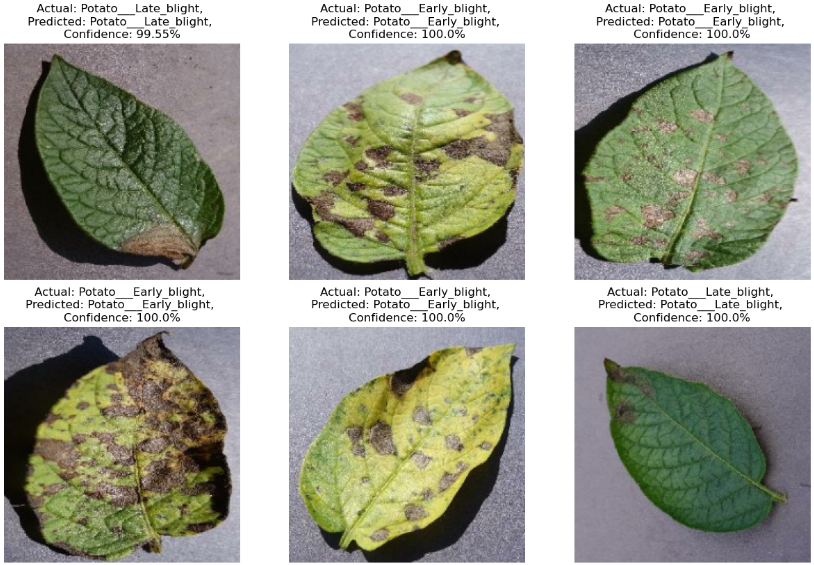 Actual: Potato___Late_blight,
Predicted: Potato___Late_blight,
Confidence: 99.55%
Actual: Potato___Early_blight,
Predicted: Potato___Early_blight,
Confidence: 100.0%
Actual: Potato___Early_blight,
Predicted: Potato___Early_blight,
Confidence: 100.0%
Actual: Potato___Early_blight,
Predicted: Potato___Early_blight,
Confidence: 100.0%
Actual: Potato___Early_blight,
Predicted: Potato___Early_blight,
Confidence: 100.0%
Actual: Potato___Late_blight,
Predicted: Potato___Late_blight,
Confidence: 100.0%